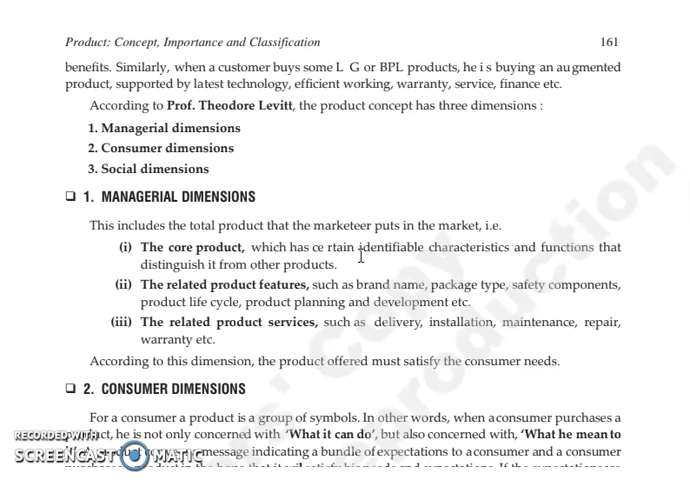 Product: Concept, Importance and Classification 161
benefits. Similarly, when a customer buys some L G or BPL products, he i s buying an augmented
product, supported by latest technology, efficient working, warranty, service, finance etc.
According to Prof. Theodore Levitt, the product concept has three dimensions :
1. Managerial dimensions
2. Consumer dimensions
3. Social dimensions
❑ 1. MANAGERIAL DIMENSIONS
This includes the total product that the marketeer puts in the market, i.e.
(i) The core product, which has ce rtain identifiable characteristics and functions that
distinguish it from other products.
(ii) The related product features, such as brand name, package type, safety components,
product life cycle, product planning and development etc.
(iii) The related product services, such as delivery, installation, maintenance, repair,
warranty etc.
According to this dimension, the product offered must satisfy the consumer needs.
❑ 2. CONSUMER DIMENSIONS
For a consumer a product is a group of symbols. In other words, when a consumer purchases a
he is not only concerned with 'What it can do', but also concerned with, 'What he mean to
message indicating a bundle of expectations to a consumer and a consumer
RECORDED WITH
SCREENCAST MATIC